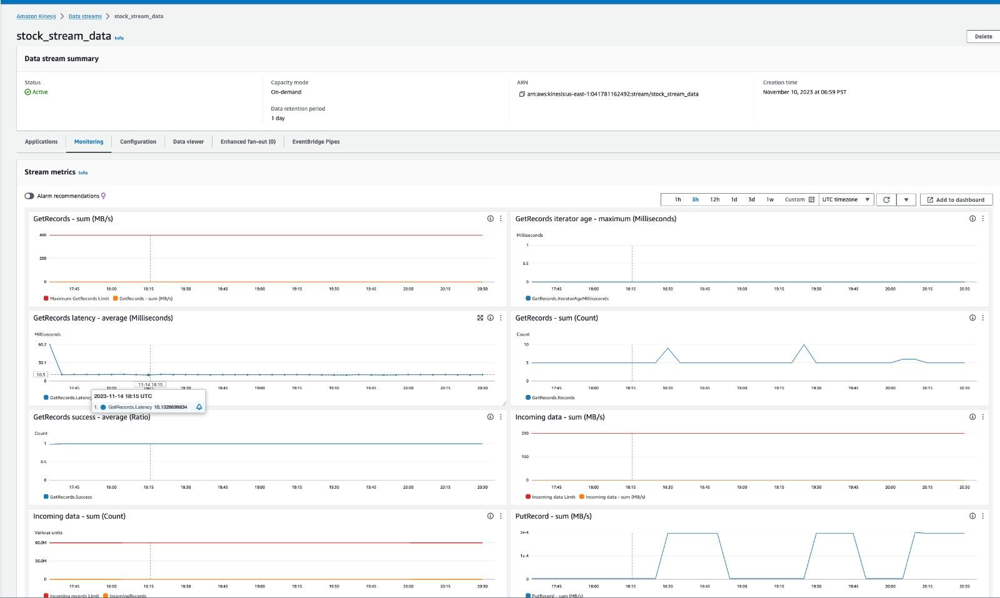 Amazon Kinesis > Data streams > stock_stream_data
stock_stream_data Info
Delete
Data stream summary
Status
Active
Capacity mode
On-demand
Data retention period
1 day
ARN
arn:aws:kinesis:us-east-1:041781162492:stream/stock_stream_data
Creation time
November 10, 2023 at 06:59 PST
Applications Monitoring Configuration Data viewer Enhanced fan-out (0) EventBridge Pipes
Stream metrics Info
Alarm recommendations
1h 3h 12h 1d 3d 1w Custom UTC timezone Add to dashboard
GetRecords - sum (MB/s)
400
200
0
17:45 18:00 18:15 18:30 18:45 19:00 19:15 19:30 19:45 20:00 20:15 20:30
Maximum GetRecords Limit GetRecords - sum (MB/s)
GetRecords iterator age - maximum (Milliseconds)
Milliseconds
1
0.5
0
17:45 18:00 18:15 18:30 18:45 19:00 19:15 19:30 19:45 20:00 20:15 20:30
GetRecords.IteratorAgeMilliseconds
GetRecords latency - average (Milliseconds)
Milliseconds
60.2
30.1
10.5
0
11-14 18:15
17:45 18:00 18:30 18:45 19:00 19:15 19:30 19:45 20:00 20:15 20:30
GetRecords.Latency
2023-11-14 18:15 UTC
1. GetRecords.Latency 10.1326699834
GetRecords - sum (Count)
Count
10
5
0
17:45 18:00 18:15 18:30 18:45 19:00 19:15 19:30 19:45 20:00 20:15 20:30
GetRecords.Records
GetRecords success - average (Ratio)
Count
1
0.5
0
17:45 18:00 18:15 18:30 18:45 19:00 19:15 19:30 19:45 20:00 20:15 20:30
GetRecords.Success
Incoming data - sum (MB/s)
200
100
0
17:45 18:00 18:15 18:30 18:45 19:00 19:15 19:30 19:45 20:00 20:15 20:30
Incoming data Limit Incoming data - sum (MB/s)
Incoming data - sum (Count)
Various units
60.0M
30.0M
0
17:45 18:00 18:15 18:30 18:45 19:00 19:15 19:30 19:45 20:00 20:15 20:30
Incoming records Limit IncomingRecords
PutRecord - sum (MB/s)
2e-4
1e-4
0
17:45 18:00 18:15 18:30 18:45 19:00 19:15 19:30 19:45 20:00 20:15 20:30
PutRecord - sum (MB/s)